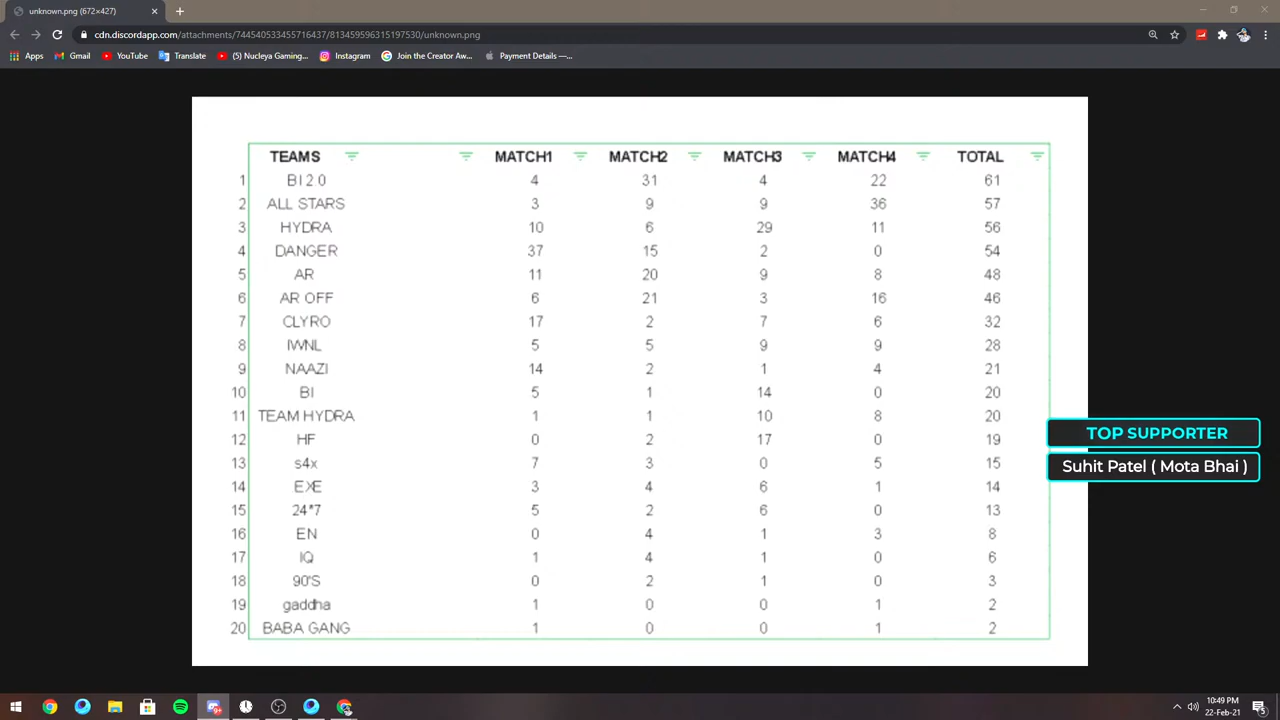 unknown.png (672×427)
cdn.discordapp.com/attachments/744540533455716437/813459596315197530/unknown.png
Apps Gmail YouTube Translate (5) Nucleya Gaming... Instagram Join the Creator Aw... Payment Details —...
TEAMS MATCH1 MATCH2 MATCH3 MATCH4 TOTAL
1 BI 2 0 4 31 4 22 61
2 ALL STARS 3 9 9 36 57
3 HYDRA 10 6 29 11 56
4 DANGER 37 15 2 0 54
5 AR 11 20 9 8 48
6 AR OFF 6 21 3 16 46
7 CLYRO 17 2 7 6 32
8 IWNL 5 5 9 9 28
9 NAAZI 14 2 1 4 21
10 BI 5 1 14 0 20
11 TEAM HYDRA 1 1 10 8 20
12 HF 0 2 17 0 19
13 s4x 7 3 0 5 15
14 EXE 3 4 6 1 14
15 24*7 5 2 6 0 13
16 EN 0 4 1 3 8
17 IQ 1 4 1 0 6
18 90'S 0 2 1 0 3
19 gaddha 1 0 0 1 2
20 BABA GANG 1 0 0 1 2
TOP SUPPORTER
Suhit Patel ( Mota Bhai )
10:49 PM
22-Feb-21